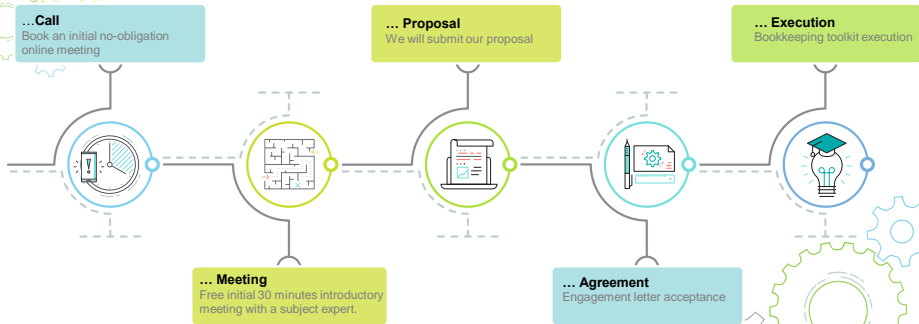 ...Call
Book an initial no-obligation
online meeting
... Proposal
We will submit our proposal
... Execution
Bookkeeping toolkit execution
... Meeting
Free initial 30 minutes introductory
meeting with a subject expert.
... Agreement
Engagement letter acceptance